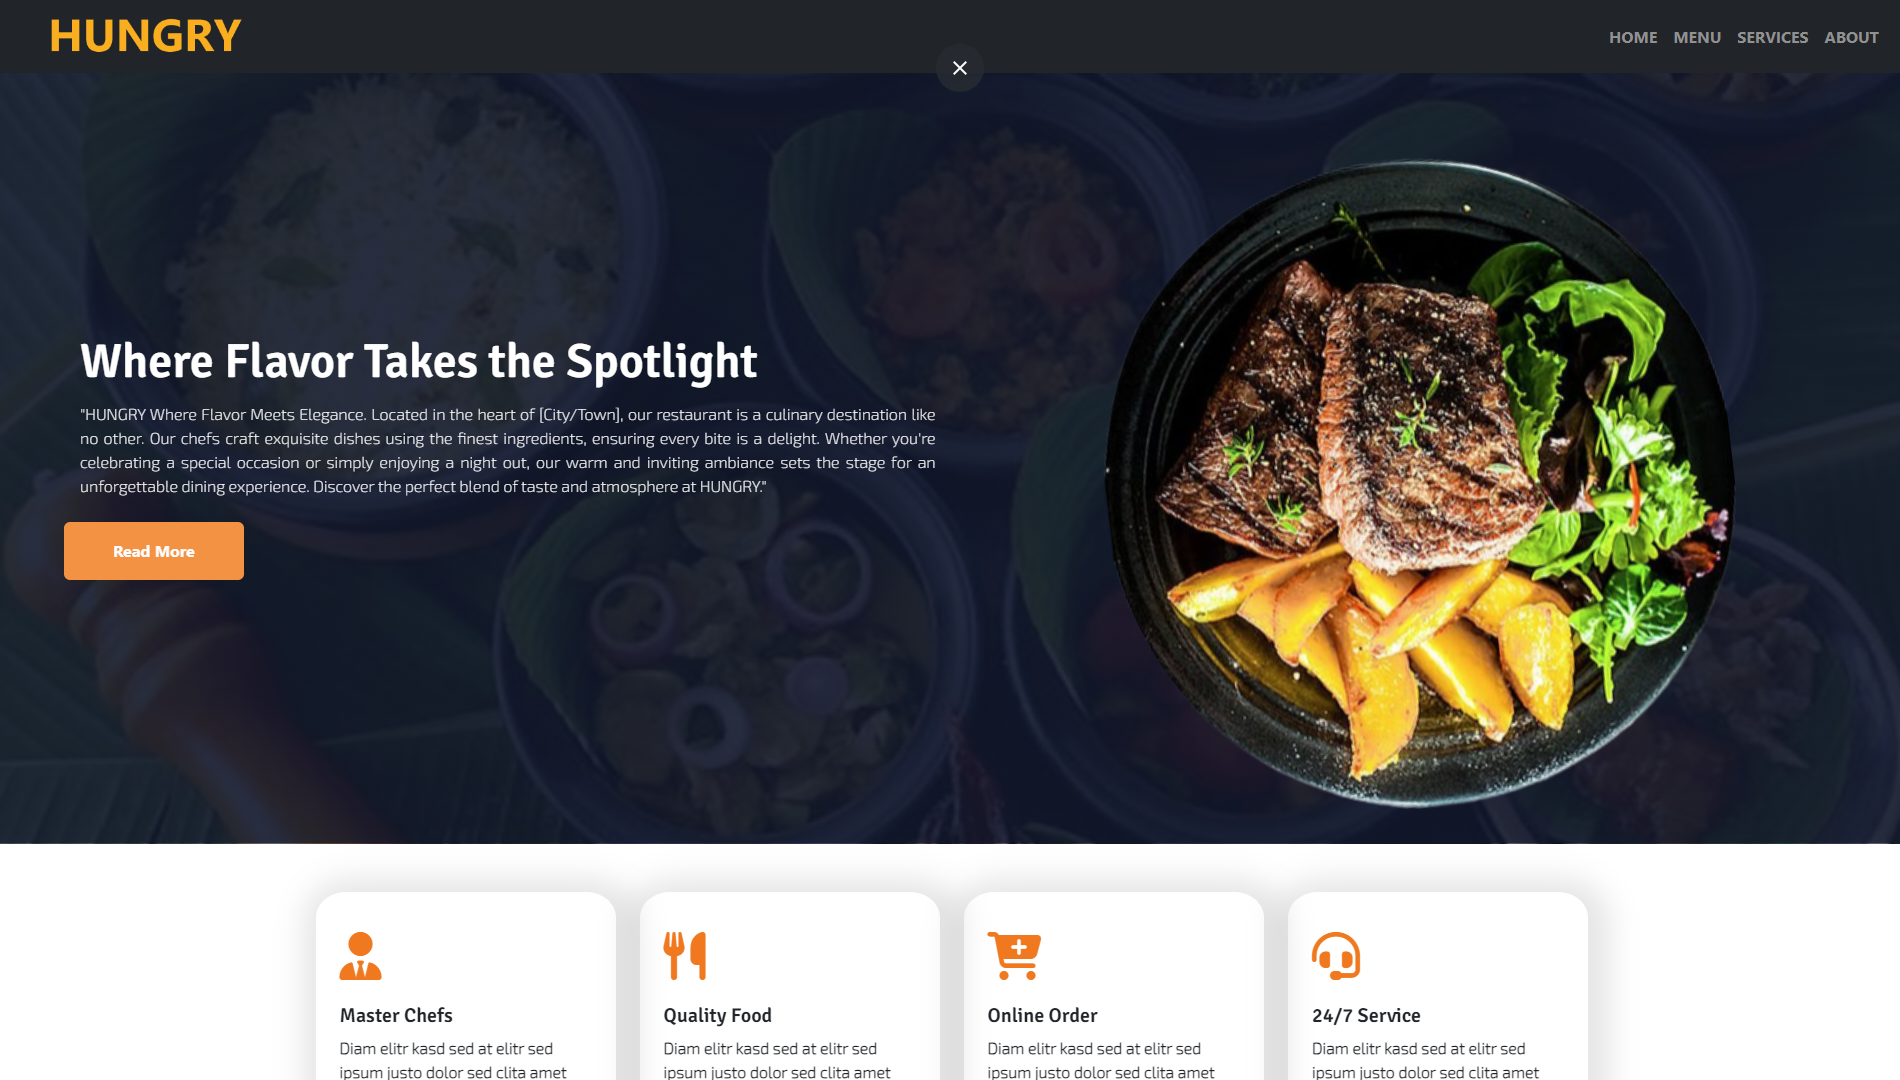 HUNGRY
HOME MENU SERVICES ABOUT
Where Flavor Takes the Spotlight
"HUNGRY Where Flavor Meets Elegance. Located in the heart of [City/Town], our restaurant is a culinary destination like
no other. Our chefs craft exquisite dishes using the finest ingredients, ensuring every bite is a delight. Whether you're
celebrating a special occasion or simply enjoying a night out, our warm and inviting ambiance sets the stage for an
unforgettable dining experience. Discover the perfect blend of taste and atmosphere at HUNGRY."
Read More
Master Chefs
Diam elitr kasd sed at elitr sed
ipsum justo dolor sed clita amet
Quality Food
Diam elitr kasd sed at elitr sed
ipsum justo dolor sed clita amet
Online Order
Diam elitr kasd sed at elitr sed
ipsum justo dolor sed clita amet
24/7 Service
Diam elitr kasd sed at elitr sed
ipsum justo dolor sed clita amet